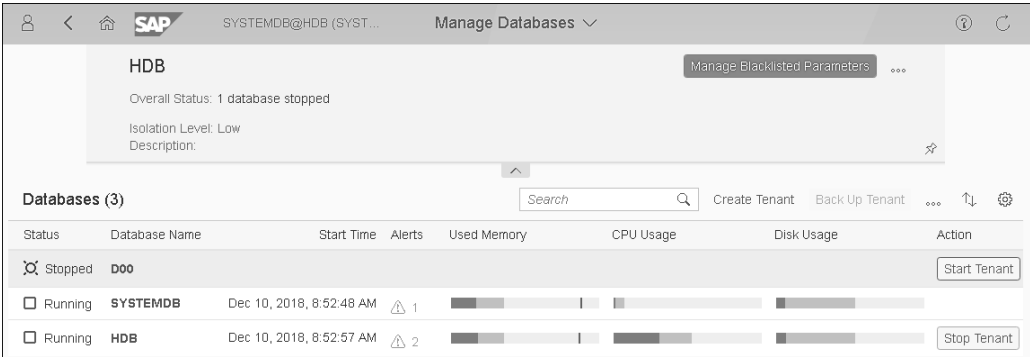 SAP SYSTEMDB@HDB (SYST... Manage Databases
HDB Manage Blacklisted Parameters
Overall Status: 1 database stopped
Isolation Level: Low
Description:
Databases (3) Search Create Tenant Back Up Tenant
Status Database Name Start Time Alerts Used Memory CPU Usage Disk Usage Action
Stopped D00 Start Tenant
Running SYSTEMDB Dec 10, 2018, 8:52:48 AM 1
Running HDB Dec 10, 2018, 8:52:57 AM 2 Stop Tenant